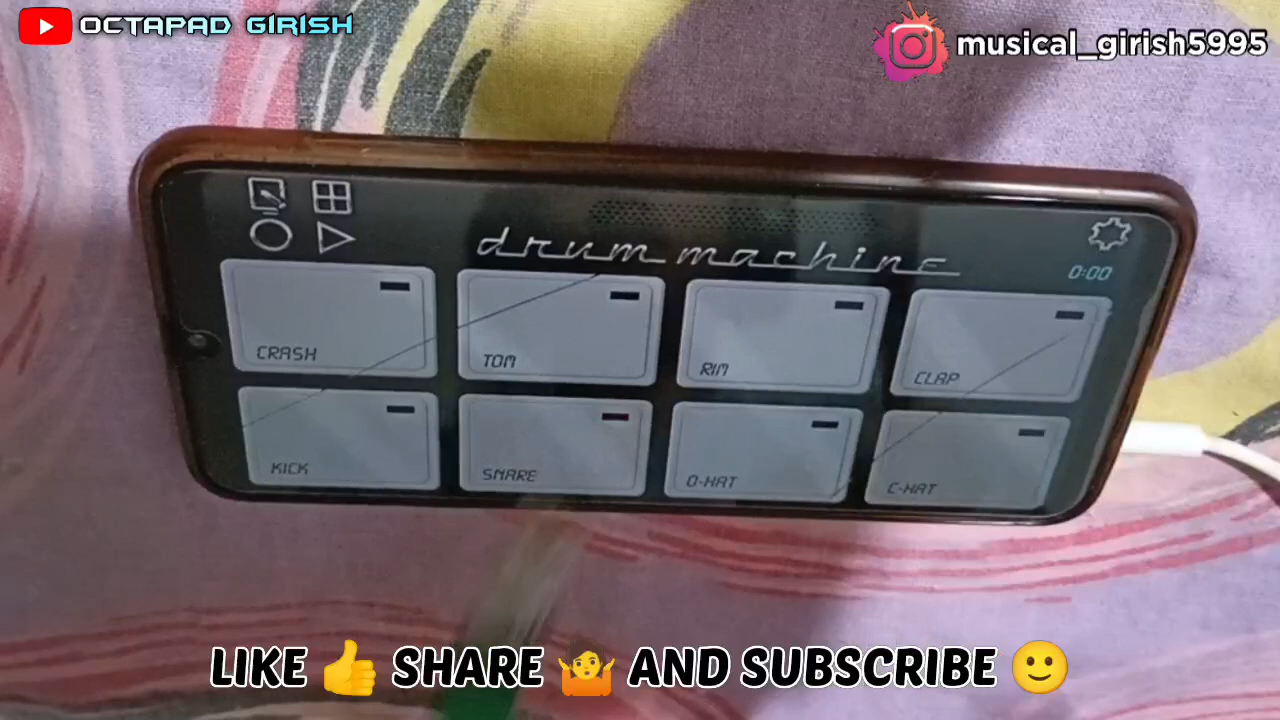 OCTAPAD GIRISH
musical_girish5995
drum machine
0:00
CRASH
TOM
RIM
CLAP
KICK
SNARE
O-HAT
C-HAT
LIKE 👍 SHARE 🤷 AND SUBSCRIBE 🙂